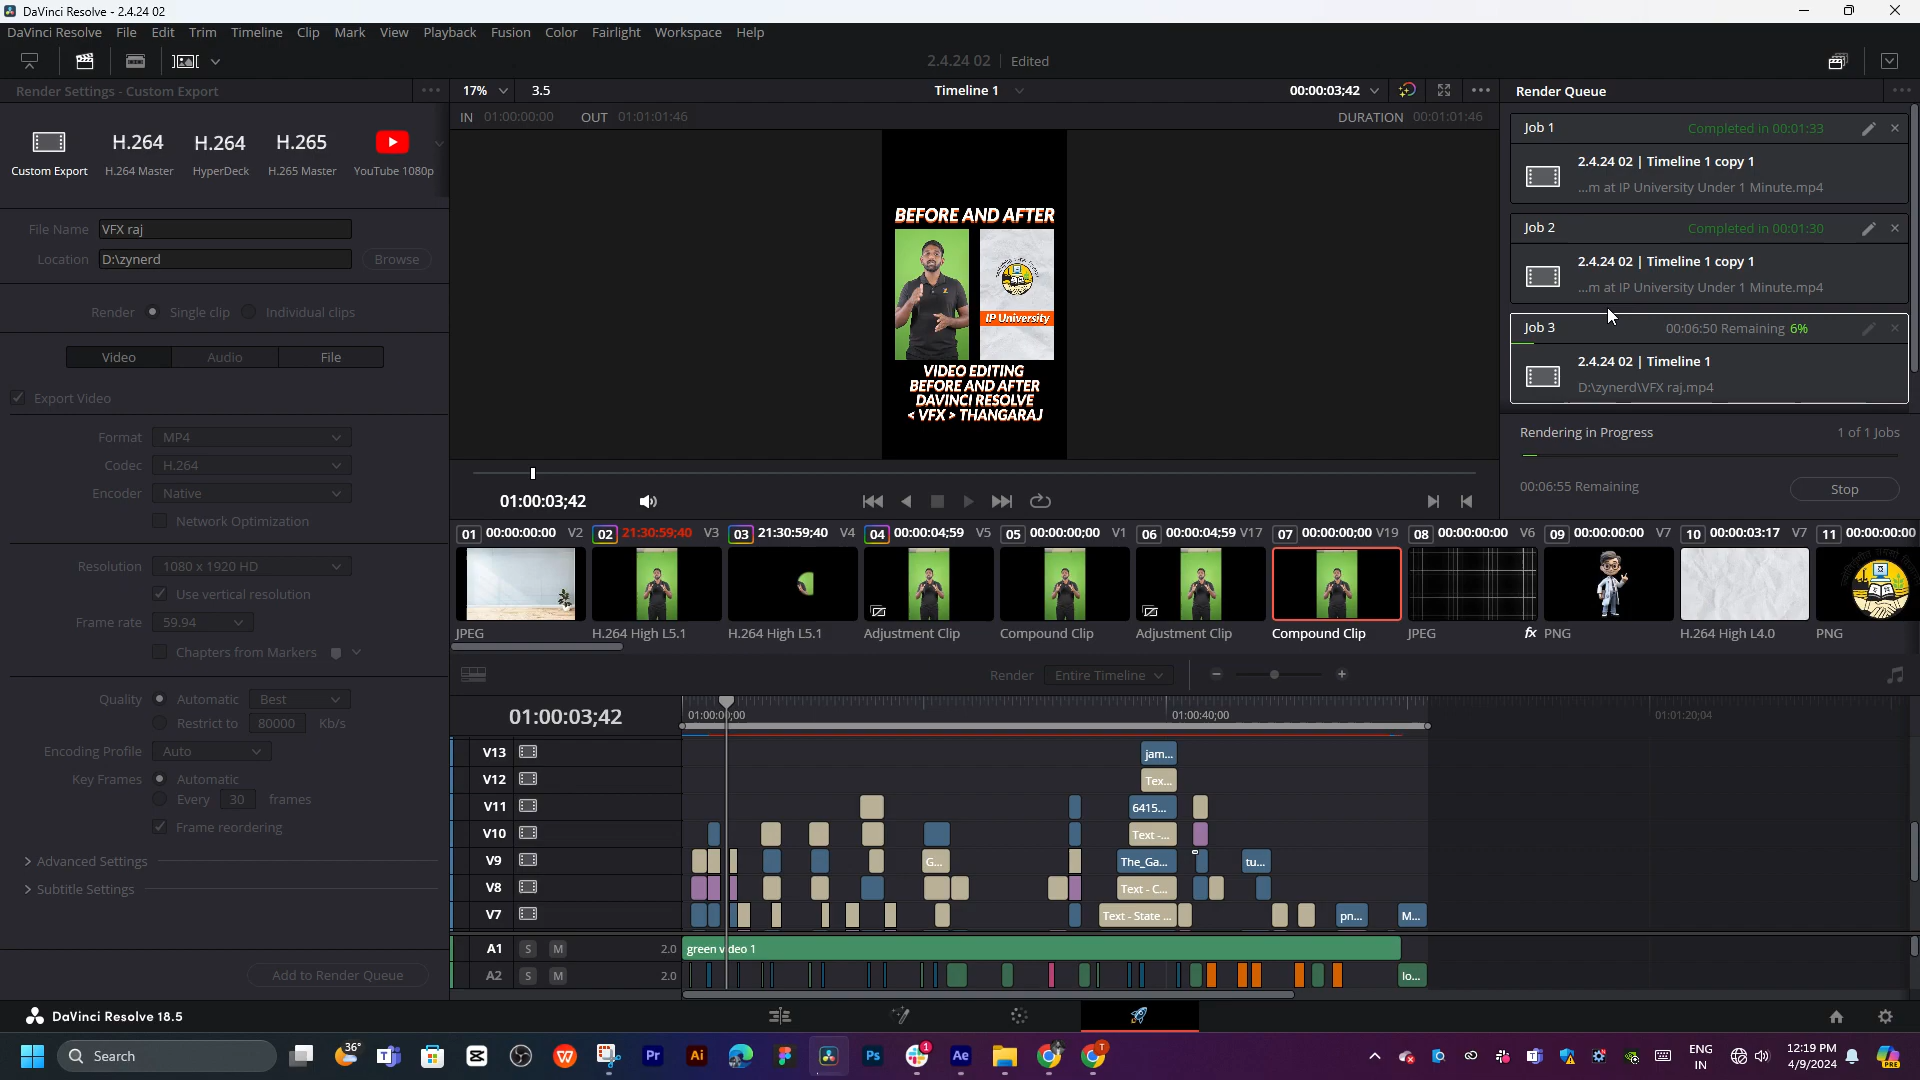 DaVinci Resolve - 2.4.24 02
DaVinci Resolve File Edit Trim Timeline Clip Mark View Playback Fusion Color Fairlight Workspace Help
2.4.24 02 | Edited
Render Settings - Custom Export
17% 3.5 Timeline 1 00:00:03;42
Render Queue
IN 00:00:00:00 OUT 01:01:01:46 DURATION 00:01:01:46
H.264 H.264 H.265
Custom Export H.264 Master HyperDeck H.265 Master YouTube 1080p
File Name VFX raj
Location D:\zynerd Browse
Render Single clip Individual clips
Video Audio File
Export Video
Format MP4
Codec H.264
Encoder Native
Network Optimization
Resolution 1080 x 1920 HD
Use vertical resolution
Frame rate 59.94
Chapters from Markers
Quality Automatic Best
Restrict to 80000 Kb/s
Encoding Profile Auto
Key Frames Automatic
Every 30 frames
Frame reordering
Advanced Settings
Subtitle Settings
Add to Render Queue
BEFORE AND AFTER
IP University
VIDEO EDITING
BEFORE AND AFTER
DAVINCI RESOLVE
< VFX > THANGARAJ
Job 1 Completed in 00:01:33
2.4.24 02 | Timeline 1 copy 1
...m at IP University Under 1 Minute.mp4
Job 2 Completed in 00:01:30
2.4.24 02 | Timeline 1 copy 1
...m at IP University Under 1 Minute.mp4
Job 3 00:06:50 Remaining 6%
2.4.24 02 | Timeline 1
D:\zynerd\VFX raj.mp4
Rendering in Progress 1 of 1 Jobs
00:06:55 Remaining Stop
01:00:03;42
01 00:00:00:00 V2 02 21:30:59;40 V3 03 21:30:59;40 V4 04 00:00:04;59 V5 05 00:00:00;00 V1 06 00:00:04;59 V17 07 00:00:00;00 V19 08 00:00:00:00 V6 09 00:00:00:00 V7 10 00:00:03:17 V7 11 00:00:00:00
JPEG H.264 High L5.1 H.264 High L5.1 Adjustment Clip Compound Clip Adjustment Clip Compound Clip JPEG fx PNG H.264 High L4.0 PNG
Render Entire Timeline
01:00:03;42
01:00:00;00 01:00:40;00 01:01:20;04
V13 jam...
V12 Tex...
V11 6415...
V10 Text -...
V9 G... The_Ga... tu...
V8 Text - C...
V7 Text - State ... pn... M...
A1 S M 2.0 green video 1
A2 S M 2.0 lo...
DaVinci Resolve 18.5
Search
36°
1
T
ENG
IN
12:19 PM
4/9/2024